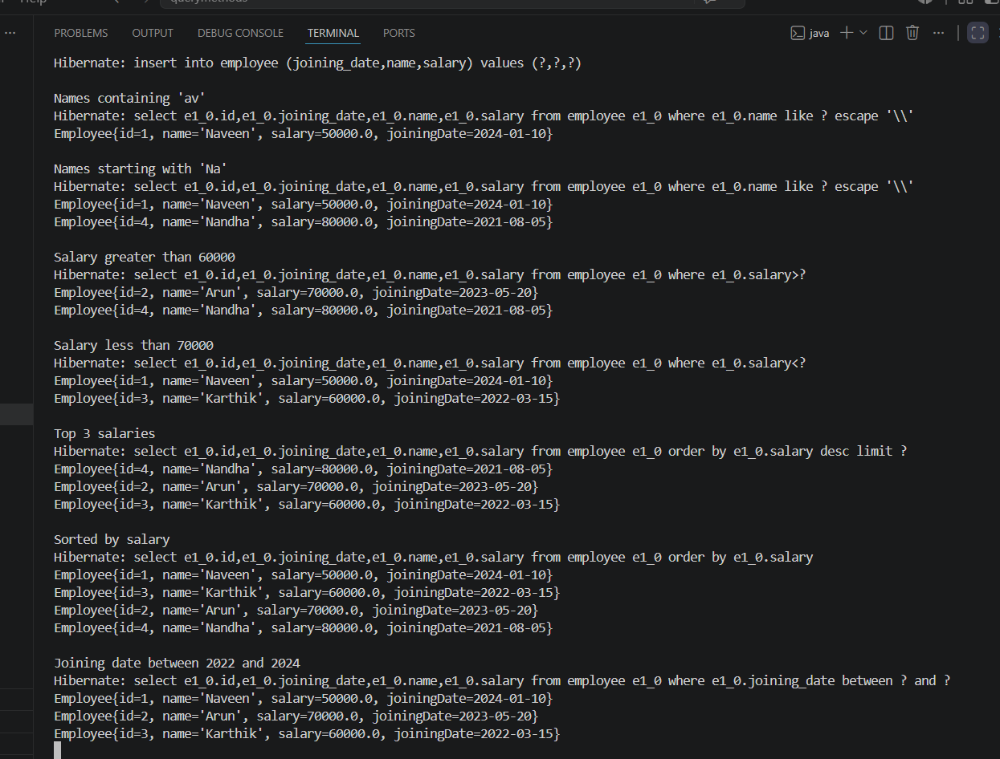 Help
querymethods
PROBLEMS OUTPUT DEBUG CONSOLE TERMINAL PORTS java
Hibernate: insert into employee (joining_date,name,salary) values (?,?,?)
Names containing 'av'
Hibernate: select e1_0.id,e1_0.joining_date,e1_0.name,e1_0.salary from employee e1_0 where e1_0.name like ? escape '\\'
Employee{id=1, name='Naveen', salary=50000.0, joiningDate=2024-01-10}
Names starting with 'Na'
Hibernate: select e1_0.id,e1_0.joining_date,e1_0.name,e1_0.salary from employee e1_0 where e1_0.name like ? escape '\\'
Employee{id=1, name='Naveen', salary=50000.0, joiningDate=2024-01-10}
Employee{id=4, name='Nandha', salary=80000.0, joiningDate=2021-08-05}
Salary greater than 60000
Hibernate: select e1_0.id,e1_0.joining_date,e1_0.name,e1_0.salary from employee e1_0 where e1_0.salary>?
Employee{id=2, name='Arun', salary=70000.0, joiningDate=2023-05-20}
Employee{id=4, name='Nandha', salary=80000.0, joiningDate=2021-08-05}
Salary less than 70000
Hibernate: select e1_0.id,e1_0.joining_date,e1_0.name,e1_0.salary from employee e1_0 where e1_0.salary<?
Employee{id=1, name='Naveen', salary=50000.0, joiningDate=2024-01-10}
Employee{id=3, name='Karthik', salary=60000.0, joiningDate=2022-03-15}
Top 3 salaries
Hibernate: select e1_0.id,e1_0.joining_date,e1_0.name,e1_0.salary from employee e1_0 order by e1_0.salary desc limit ?
Employee{id=4, name='Nandha', salary=80000.0, joiningDate=2021-08-05}
Employee{id=2, name='Arun', salary=70000.0, joiningDate=2023-05-20}
Employee{id=3, name='Karthik', salary=60000.0, joiningDate=2022-03-15}
Sorted by salary
Hibernate: select e1_0.id,e1_0.joining_date,e1_0.name,e1_0.salary from employee e1_0 order by e1_0.salary
Employee{id=1, name='Naveen', salary=50000.0, joiningDate=2024-01-10}
Employee{id=3, name='Karthik', salary=60000.0, joiningDate=2022-03-15}
Employee{id=2, name='Arun', salary=70000.0, joiningDate=2023-05-20}
Employee{id=4, name='Nandha', salary=80000.0, joiningDate=2021-08-05}
Joining date between 2022 and 2024
Hibernate: select e1_0.id,e1_0.joining_date,e1_0.name,e1_0.salary from employee e1_0 where e1_0.joining_date between ? and ?
Employee{id=1, name='Naveen', salary=50000.0, joiningDate=2024-01-10}
Employee{id=2, name='Arun', salary=70000.0, joiningDate=2023-05-20}
Employee{id=3, name='Karthik', salary=60000.0, joiningDate=2022-03-15}